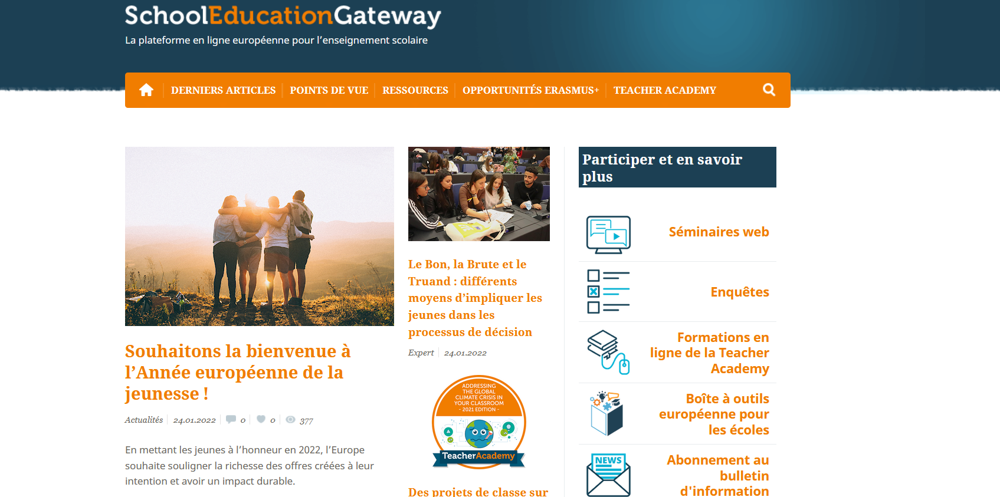 SchoolEducationGateway
La plateforme en ligne européenne pour l’enseignement scolaire
DERNIERS ARTICLES
POINTS DE VUE
RESSOURCES
OPPORTUNITÉS ERASMUS+
TEACHER ACADEMY
Souhaitons la bienvenue à
l’Année européenne de la
jeunesse !
Actualités 24.01.2022 0 0 377
En mettant les jeunes à l’honneur en 2022, l’Europe
souhaite souligner la richesse des offres créées à leur
intention et avoir un impact durable.
Le Bon, la Brute et le
Truand : différents
moyens d’impliquer les
jeunes dans les
processus de décision
Expert 24.01.2022
ADDRESSING
THE GLOBAL
CLIMATE CRISIS IN
YOUR CLASSROOM
- 2021 EDITION -
TeacherAcademy
Des projets de classe sur
Participer et en savoir
plus
Séminaires web
Enquêtes
Formations en
ligne de la Teacher
Academy
Boîte à outils
européenne pour
les écoles
NEWS
Abonnement au
bulletin
d'information